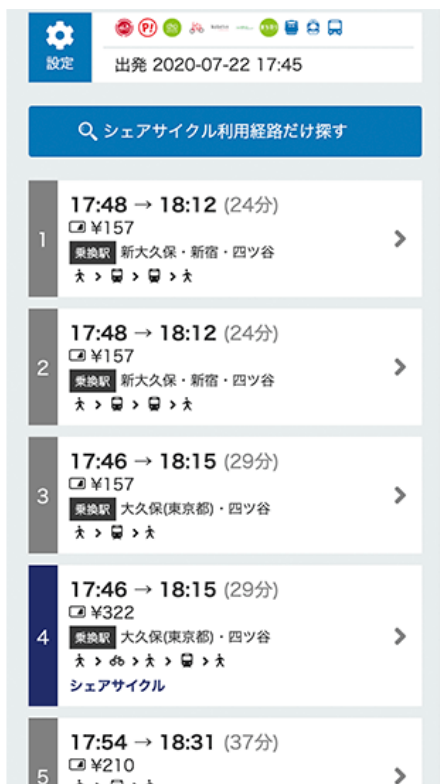 設定
出発 2020-07-22 17:45
シェアサイクル利用経路だけ探す
1
17:48 → 18:12 (24分)
¥157
乗換駅 新大久保・新宿・四ツ谷
2
17:48 → 18:12 (24分)
¥157
乗換駅 新大久保・新宿・四ツ谷
3
17:46 → 18:15 (29分)
¥157
乗換駅 大久保(東京都)・四ツ谷
4
17:46 → 18:15 (29分)
¥322
乗換駅 大久保(東京都)・四ツ谷
シェアサイクル
5
17:54 → 18:31 (37分)
¥210